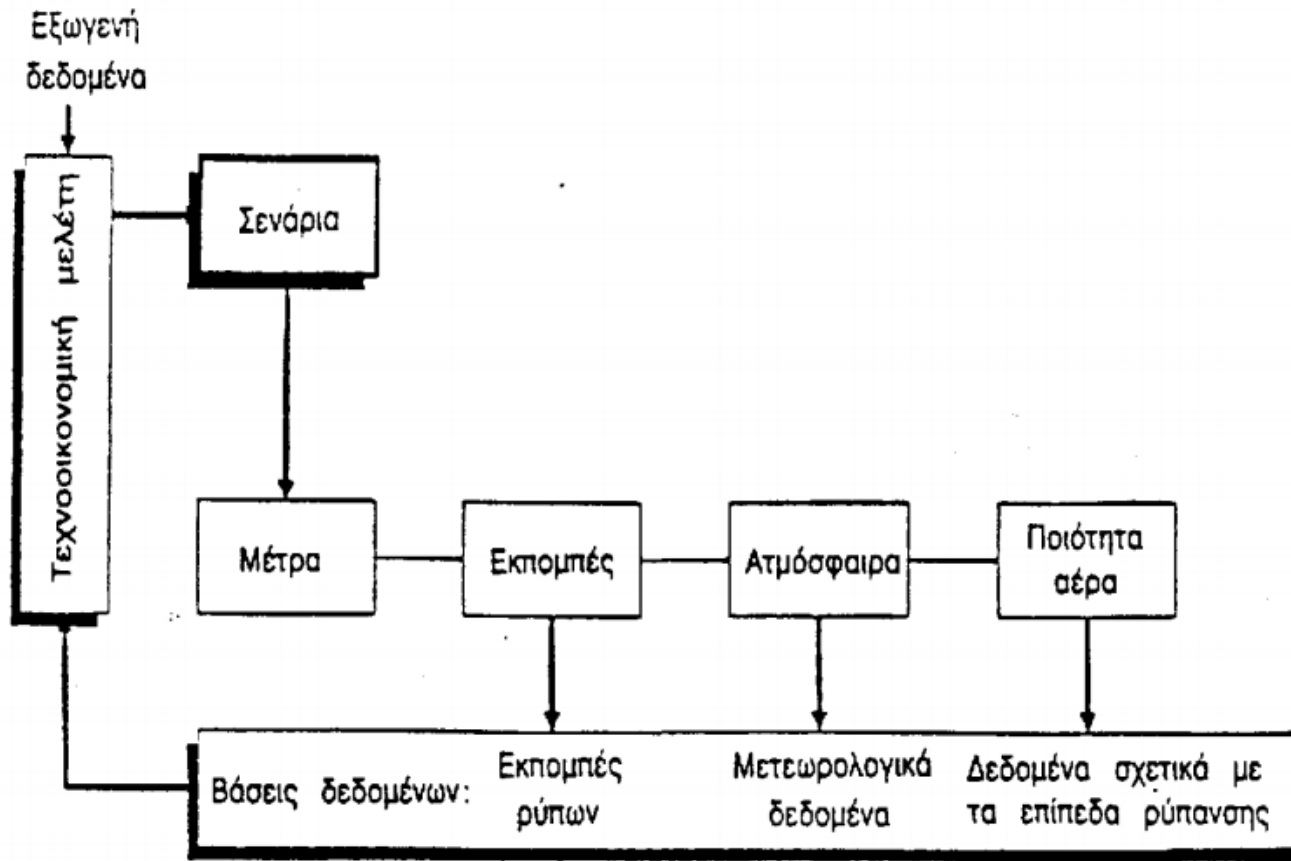 Εξωγενή
δεδομένα
Τεχνοοικονομική μελέτη
Σενάρια
Μέτρα
Εκπομπές
Ατμόσφαιρα
Ποιότητα
αέρα
Βάσεις δεδομένων:
Εκπομπές
ρύπων
Μετεωρολογικά
δεδομένα
Δεδομένα σχετικά με
τα επίπεδα ρύπανσης